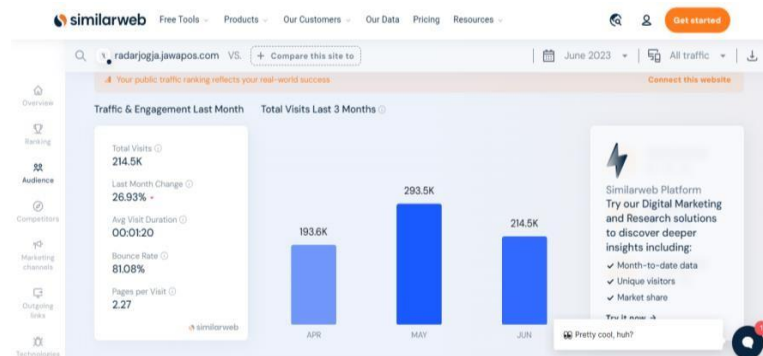 similarweb
Free Tools
Products
Our Customers
Our Data
Pricing
Resources
Get started
radarjogja.jawapos.com VS.
+ Compare this site to
June 2023
All traffic
Your public traffic ranking reflects your real-world success
Connect this website
Overview
Ranking
Audience
Competitors
Marketing
channels
Outgoing
links
Technologies
Traffic & Engagement Last Month
Total Visits
214.5K
Last Month Change
26.93%
Avg Visit Duration
00:01:20
Bounce Rate
81.08%
Pages per Visit
2.27
similarweb
Total Visits Last 3 Months
193.6K
293.5K
214.5K
APR
MAY
JUN
Similarweb Platform
Try our Digital Marketing
and Research solutions
to discover deeper
insights including:
✓ Month-to-date data
✓ Unique visitors
✓ Market share
Try it now →
Pretty cool, huh?
1